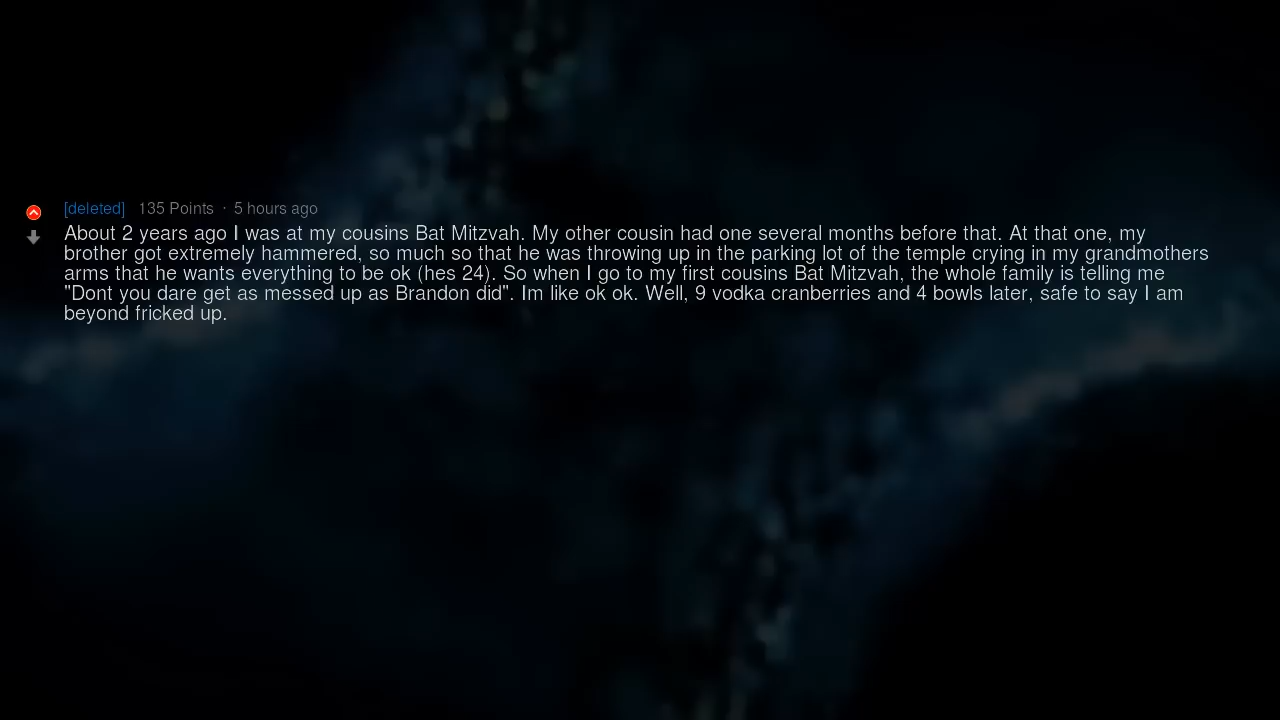 [deleted] 135 Points · 5 hours ago
About 2 years ago I was at my cousins Bat Mitzvah. My other cousin had one several months before that. At that one, my
brother got extremely hammered, so much so that he was throwing up in the parking lot of the temple crying in my grandmothers
arms that he wants everything to be ok (hes 24). So when I go to my first cousins Bat Mitzvah, the whole family is telling me
"Dont you dare get as messed up as Brandon did". Im like ok ok. Well, 9 vodka cranberries and 4 bowls later, safe to say I am
beyond fricked up.